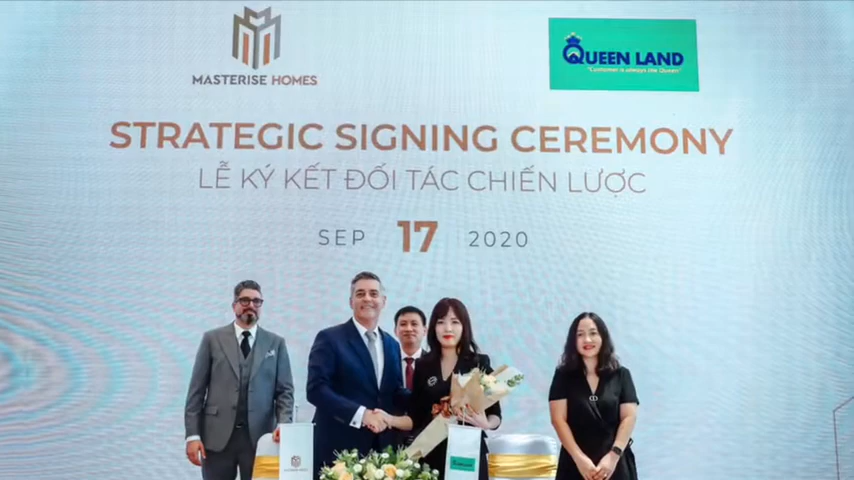 MASTERISE HOMES
QUEEN LAND
"Customer is always the Queen"
STRATEGIC SIGNING CEREMONY
LỄ KÝ KẾT ĐỐI TÁC CHIẾN LƯỢC
SEP 17 2020